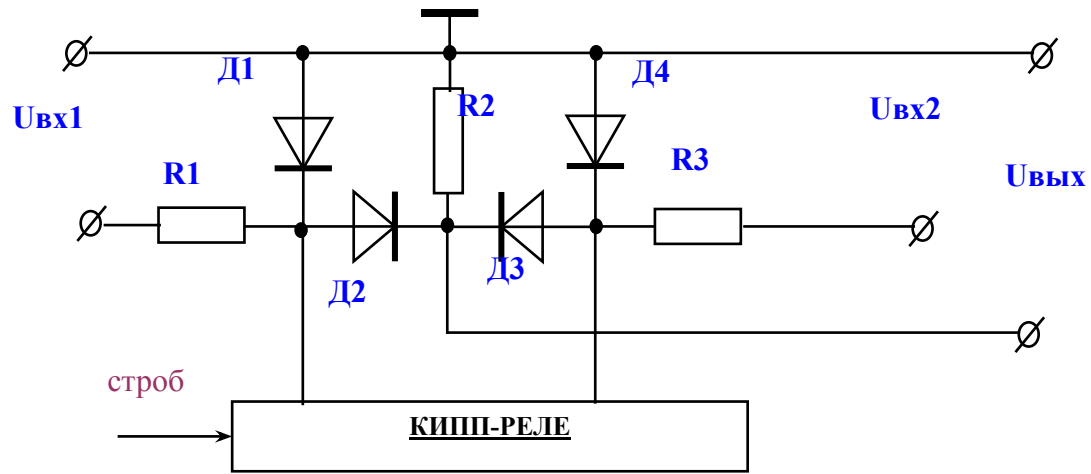 Д1
Д4
R2
Uвх1
Uвх2
R1
R3
Uвых
Д3
Д2
строб
КИПП-РЕЛЕ